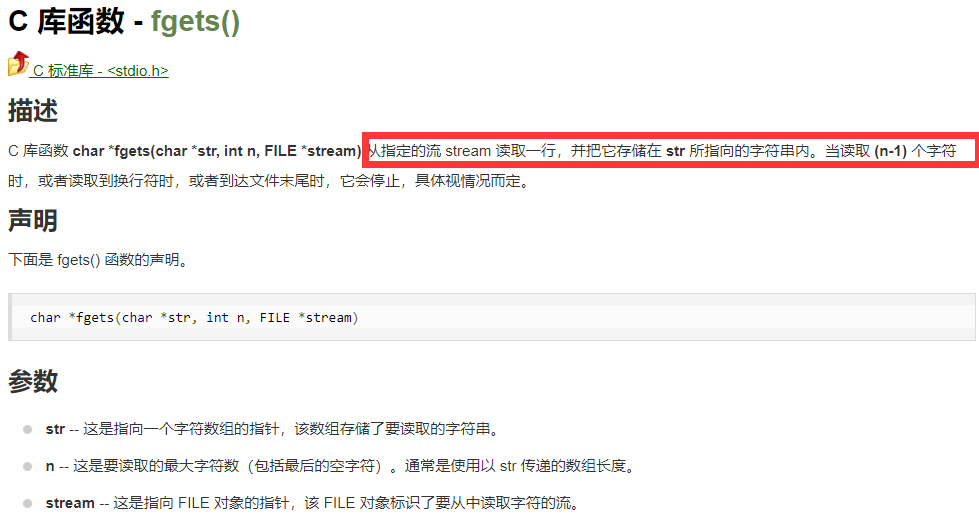 C 库函数 - fgets()
C 标准库 - <stdio.h>
描述
C 库函数 char *fgets(char *str, int n, FILE *stream) 从指定的流 stream 读取一行，并把它存储在 str 所指向的字符串内。当读取 (n-1) 个字符
时，或者读取到换行符时，或者到达文件末尾时，它会停止，具体视情况而定。
声明
下面是 fgets() 函数的声明。
char *fgets(char *str, int n, FILE *stream)
参数
str -- 这是指向一个字符数组的指针，该数组存储了要读取的字符串。
n -- 这是要读取的最大字符数（包括最后的空字符）。通常是使用以 str 传递的数组长度。
stream -- 这是指向 FILE 对象的指针，该 FILE 对象标识了要从中读取字符的流。